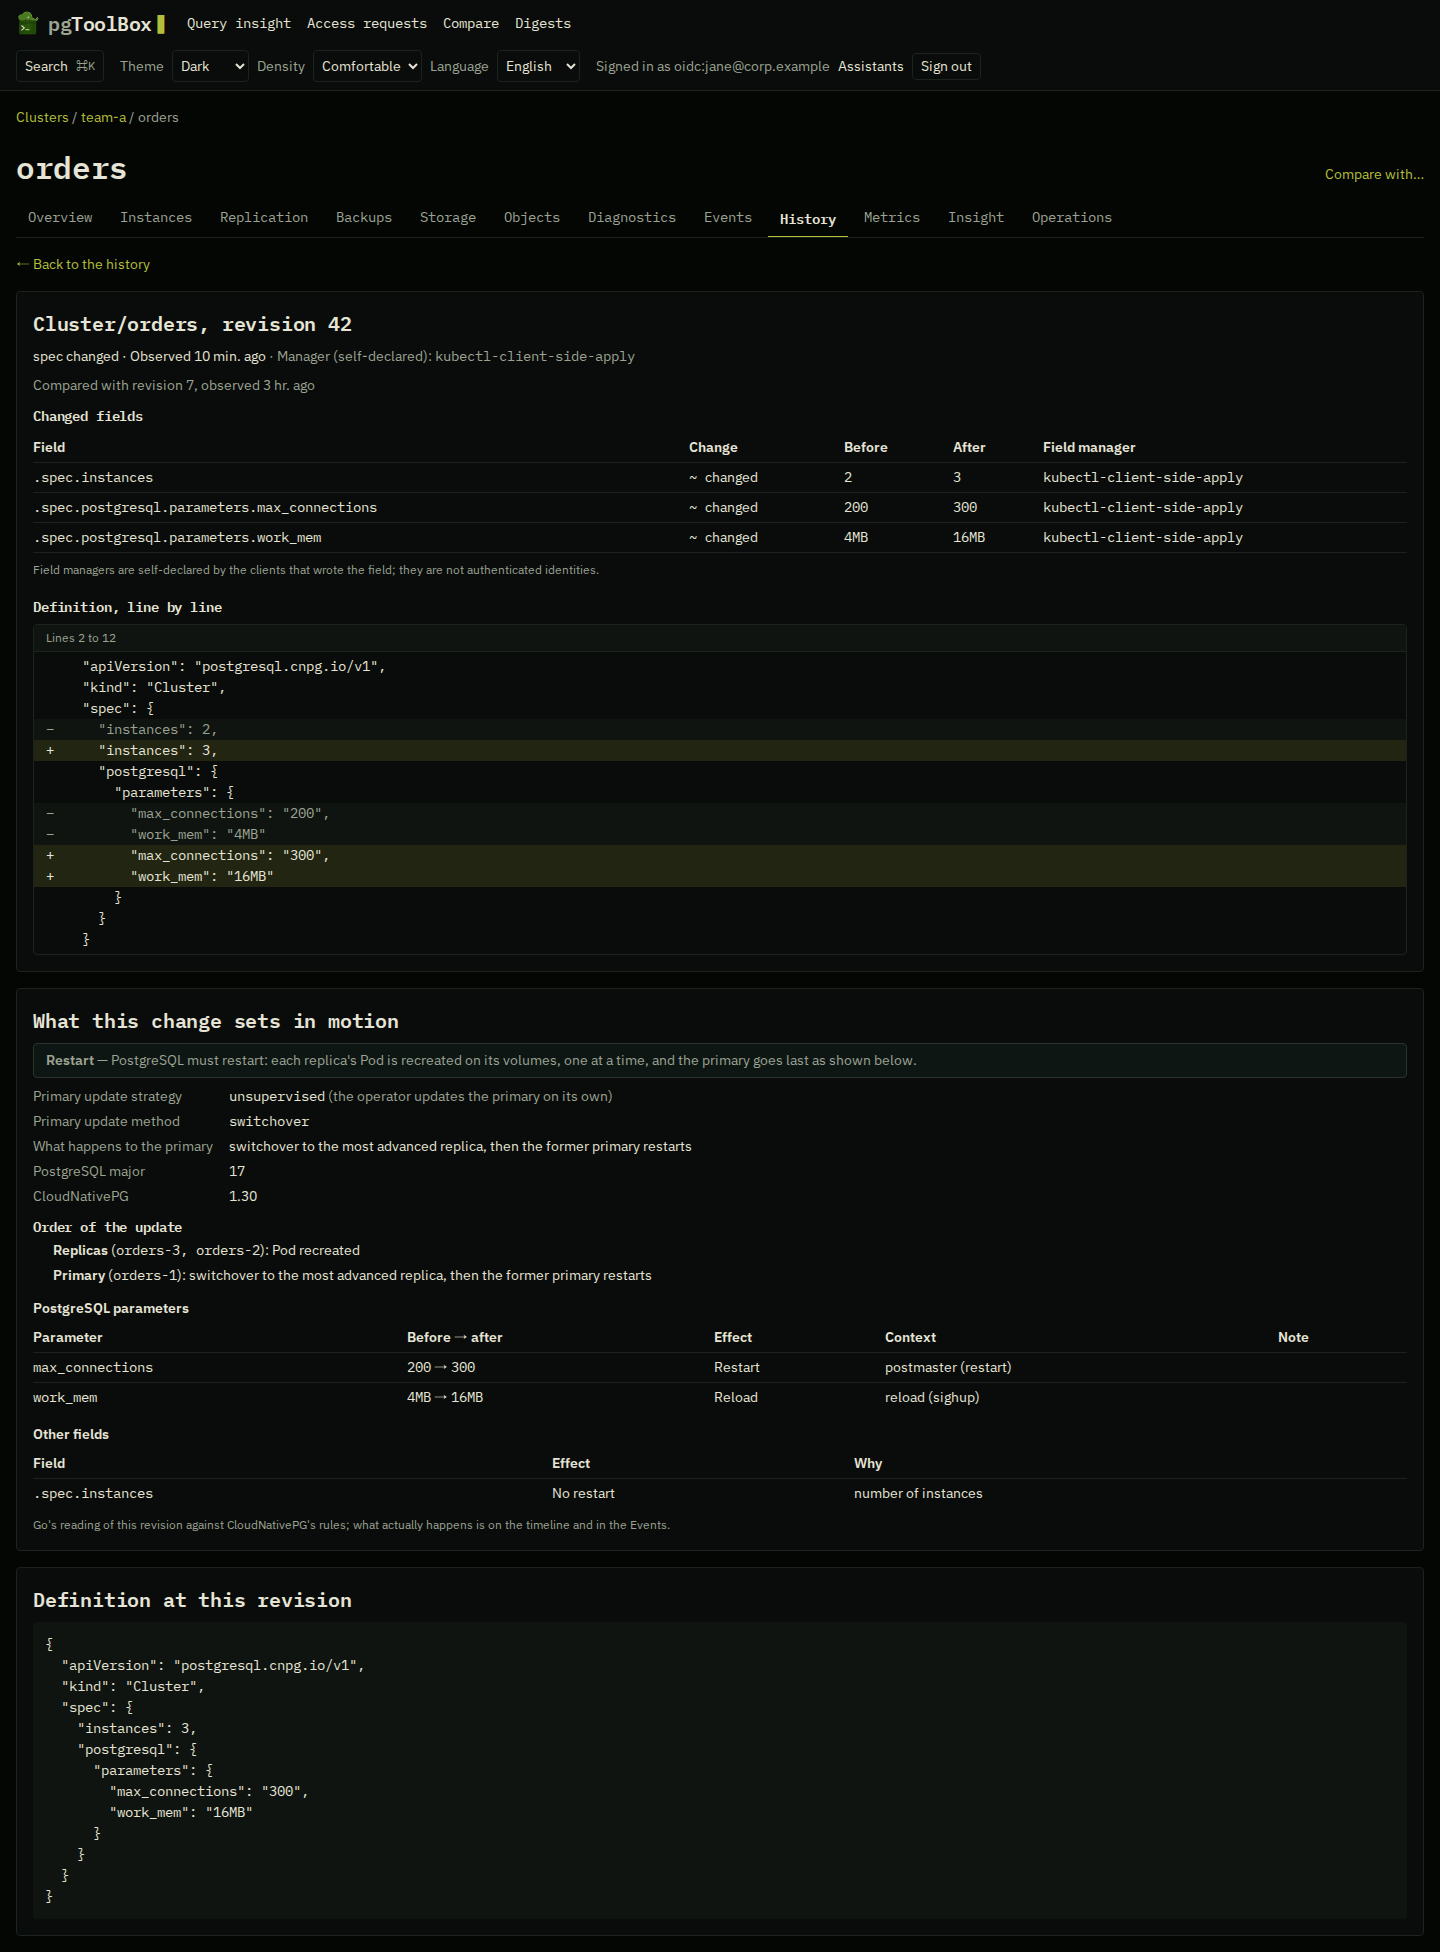 pgToolBox Query insight Access requests Compare Digests
Search ⌘K Theme Dark Density Comfortable Language English Signed in as oidc:jane@corp.example Assistants Sign out
Clusters / team-a / orders
orders
Compare with...
Overview Instances Replication Backups Storage Objects Diagnostics Events History Metrics Insight Operations
← Back to the history
Cluster/orders, revision 42
spec changed · Observed 10 min. ago · Manager (self-declared): kubectl-client-side-apply
Compared with revision 7, observed 3 hr. ago
Changed fields
Field Change Before After Field manager
.spec.instances ~ changed 2 3 kubectl-client-side-apply
.spec.postgresql.parameters.max_connections ~ changed 200 300 kubectl-client-side-apply
.spec.postgresql.parameters.work_mem ~ changed 4MB 16MB kubectl-client-side-apply
Field managers are self-declared by the clients that wrote the field; they are not authenticated identities.
Definition, line by line
Lines 2 to 12
"apiVersion": "postgresql.cnpg.io/v1",
"kind": "Cluster",
"spec": {
− "instances": 2,
+ "instances": 3,
"postgresql": {
"parameters": {
− "max_connections": "200",
− "work_mem": "4MB"
+ "max_connections": "300",
+ "work_mem": "16MB"
}
}
}
What this change sets in motion
Restart — PostgreSQL must restart: each replica's Pod is recreated on its volumes, one at a time, and the primary goes last as shown below.
Primary update strategy unsupervised (the operator updates the primary on its own)
Primary update method switchover
What happens to the primary switchover to the most advanced replica, then the former primary restarts
PostgreSQL major 17
CloudNativePG 1.30
Order of the update
Replicas (orders-3, orders-2): Pod recreated
Primary (orders-1): switchover to the most advanced replica, then the former primary restarts
PostgreSQL parameters
Parameter Before → after Effect Context Note
max_connections 200 → 300 Restart postmaster (restart)
work_mem 4MB → 16MB Reload reload (sighup)
Other fields
Field Effect Why
.spec.instances No restart number of instances
Go's reading of this revision against CloudNativePG's rules; what actually happens is on the timeline and in the Events.
Definition at this revision
{
"apiVersion": "postgresql.cnpg.io/v1",
"kind": "Cluster",
"spec": {
"instances": 3,
"postgresql": {
"parameters": {
"max_connections": "300",
"work_mem": "16MB"
}
}
}
}